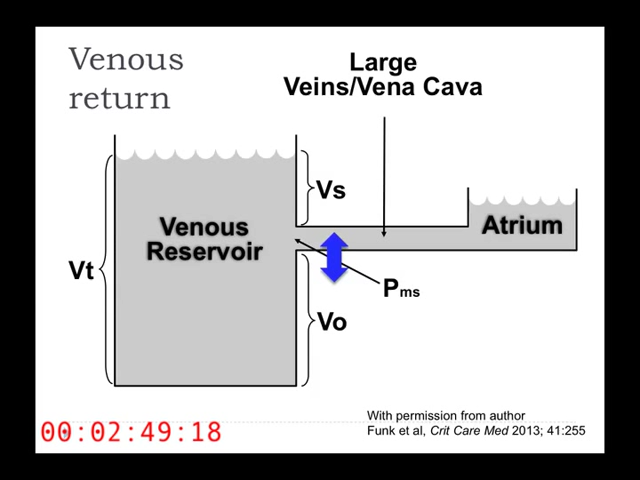 Venous
return
Large
Veins/Vena Cava
Vs
Venous
Reservoir
Atrium
Vt
Pms
Vo
With permission from author
Funk et al, Crit Care Med 2013; 41:255
00:02:49:18